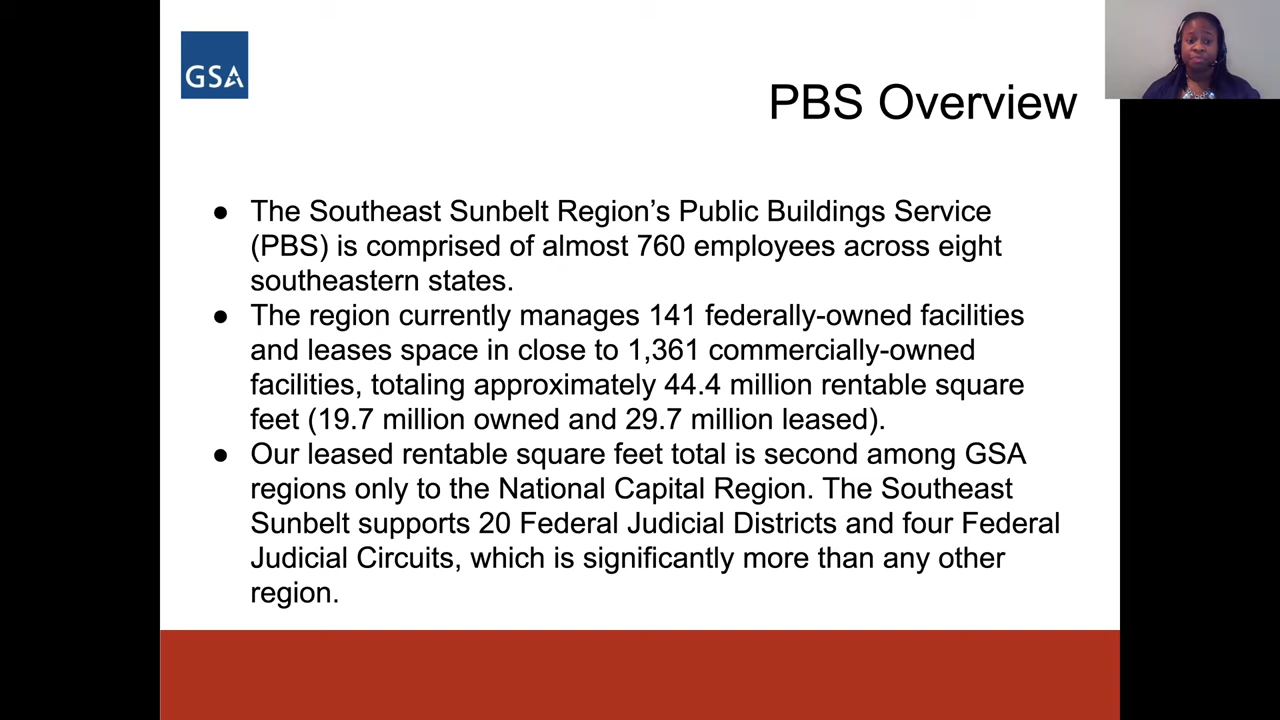 GSA
PBS Overview
● The Southeast Sunbelt Region’s Public Buildings Service
(PBS) is comprised of almost 760 employees across eight
southeastern states.
● The region currently manages 141 federally-owned facilities
and leases space in close to 1,361 commercially-owned
facilities, totaling approximately 44.4 million rentable square
feet (19.7 million owned and 29.7 million leased).
● Our leased rentable square feet total is second among GSA
regions only to the National Capital Region. The Southeast
Sunbelt supports 20 Federal Judicial Districts and four Federal
Judicial Circuits, which is significantly more than any other
region.